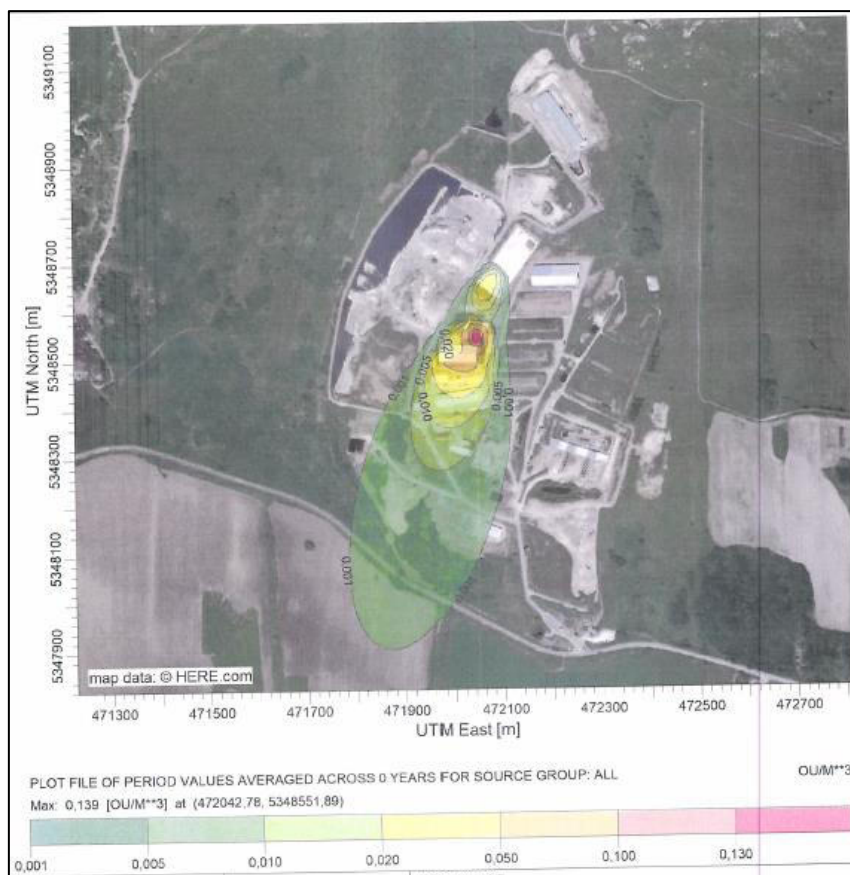 5349100
5348900
5348700
5348500
5348300
5348100
5347900
UTM North [m]
0,020
0,005
0,001
0,010
0,005
0,001
0,001
map data: © HERE.com
471300 471500 471700 471900 472100 472300 472500 472700
UTM East [m]
PLOT FILE OF PERIOD VALUES AVERAGED ACROSS 0 YEARS FOR SOURCE GROUP: ALL OU/M**3
Max: 0,139 [OU/M**3] at (472042,78, 5348551,89)
0,001 0,005 0,010 0,020 0,050 0,100 0,130